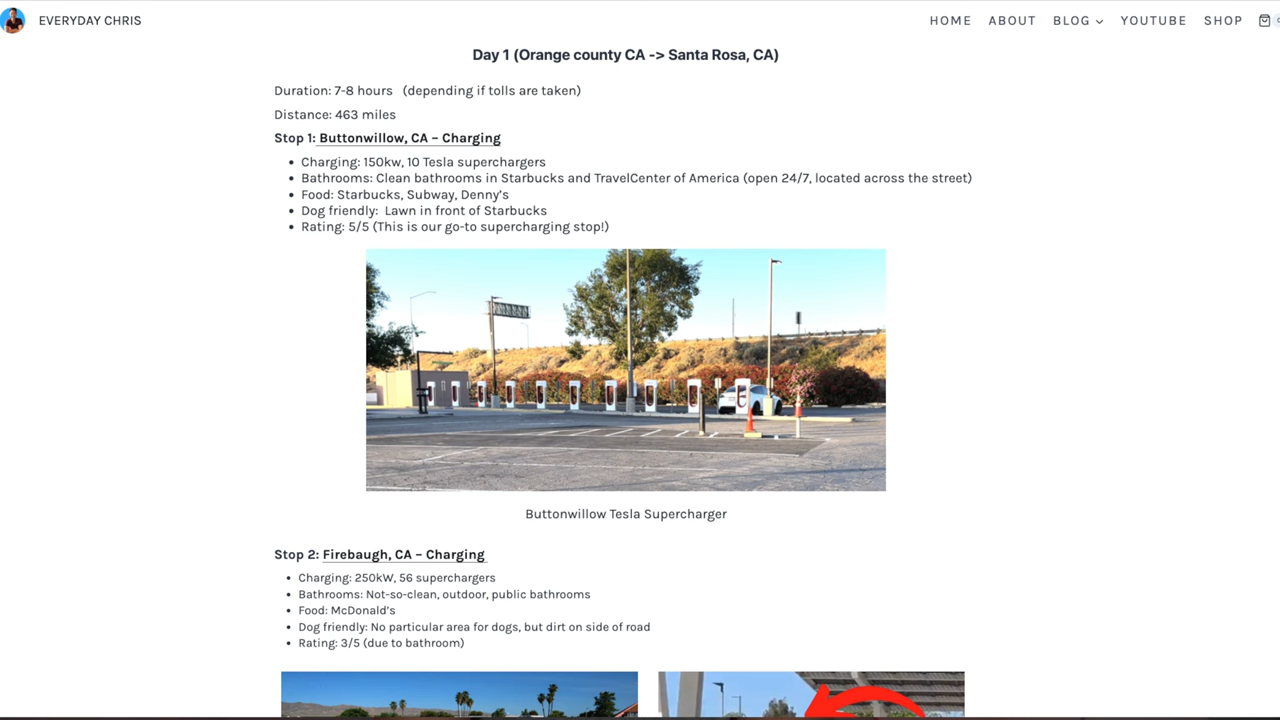 EVERYDAY CHRIS
HOME ABOUT BLOG YOUTUBE SHOP
Day 1 (Orange county CA -> Santa Rosa, CA)
Duration: 7-8 hours (depending if tolls are taken)
Distance: 463 miles
Stop 1: Buttonwillow, CA – Charging
Charging: 150kw, 10 Tesla superchargers
Bathrooms: Clean bathrooms in Starbucks and TravelCenter of America (open 24/7, located across the street)
Food: Starbucks, Subway, Denny's
Dog friendly: Lawn in front of Starbucks
Rating: 5/5 (This is our go-to supercharging stop!)
Buttonwillow Tesla Supercharger
Stop 2: Firebaugh, CA – Charging
Charging: 250kW, 56 superchargers
Bathrooms: Not-so-clean, outdoor, public bathrooms
Food: McDonald's
Dog friendly: No particular area for dogs, but dirt on side of road
Rating: 3/5 (due to bathroom)